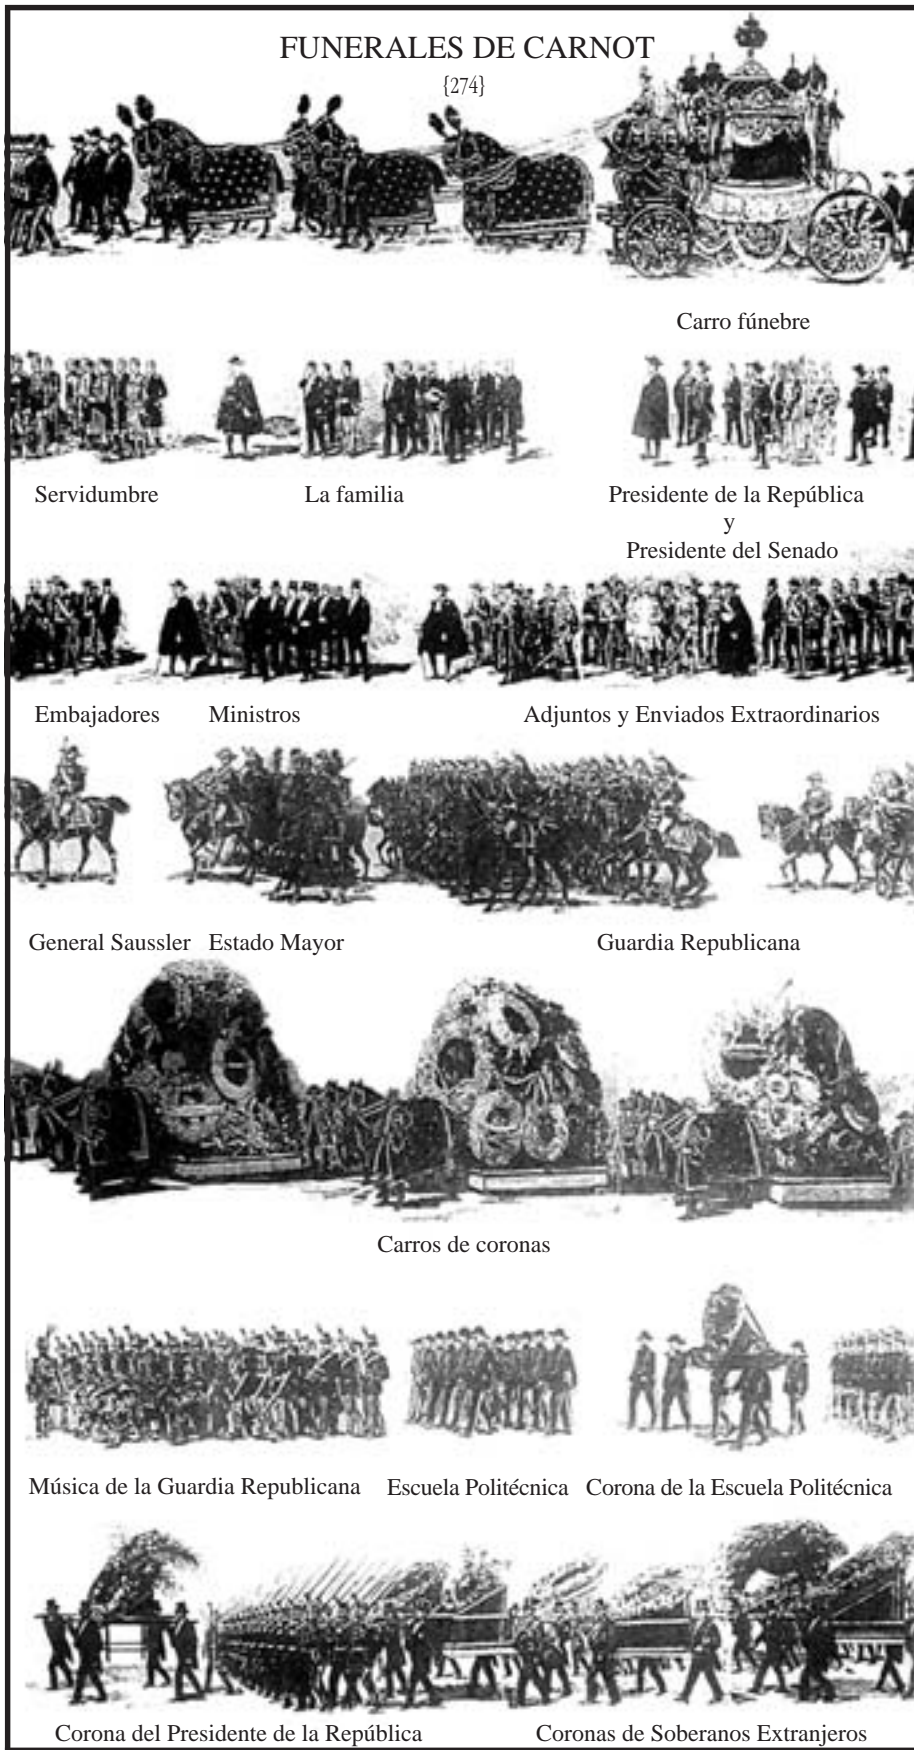 FUNERALES DE CARNOT
{274}
Carro fúnebre
Servidumbre La familia Presidente de la República
y
Presidente del Senado
Embajadores Ministros Adjuntos y Enviados Extraordinarios
General Saussler Estado Mayor Guardia Republicana
Carros de coronas
Música de la Guardia Republicana Escuela Politécnica Corona de la Escuela Politécnica
Corona del Presidente de la República Coronas de Soberanos Extranjeros